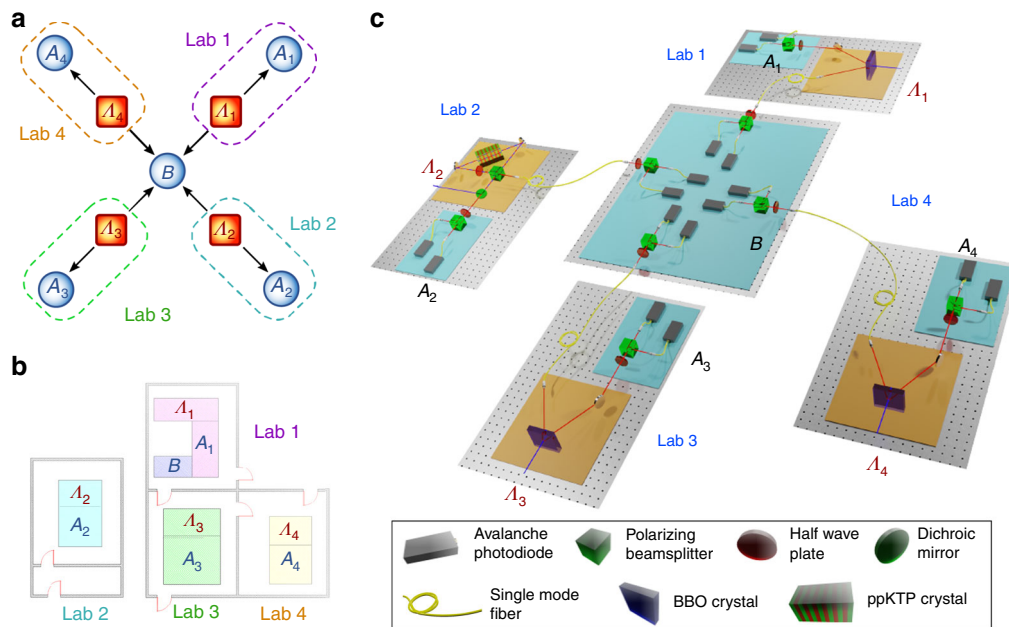 a
A4
A1
Lab 1
Λ4
Λ1
Lab 4
B
Λ3
Λ2
Lab 2
A3
A2
Lab 3
b
Λ1
A1
Lab 1
B
Λ2
A2
Λ3
A3
Λ4
A4
Lab 2
Lab 3
Lab 4
c
Lab 1
A1
Λ1
Lab 2
Λ2
A2
B
Lab 4
A4
A3
Lab 3
Λ3
Λ4
Avalanche
photodiode
Polarizing
beamsplitter
Half wave
plate
Dichroic
mirror
Single mode
fiber
BBO crystal
ppKTP crystal